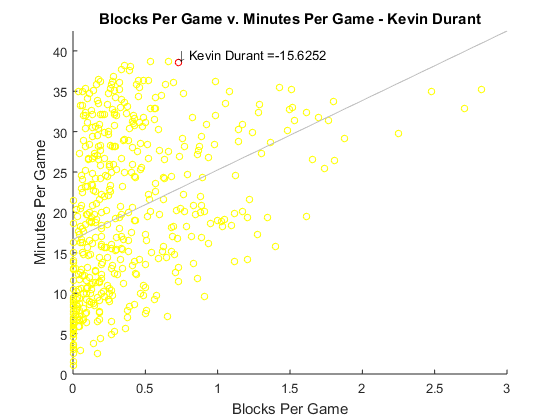 Blocks Per Game v. Minutes Per Game - Kevin Durant
↓ Kevin Durant =-15.6252
Minutes Per Game
40
35
30
25
20
15
10
5
0
0 0.5 1 1.5 2 2.5 3
Blocks Per Game